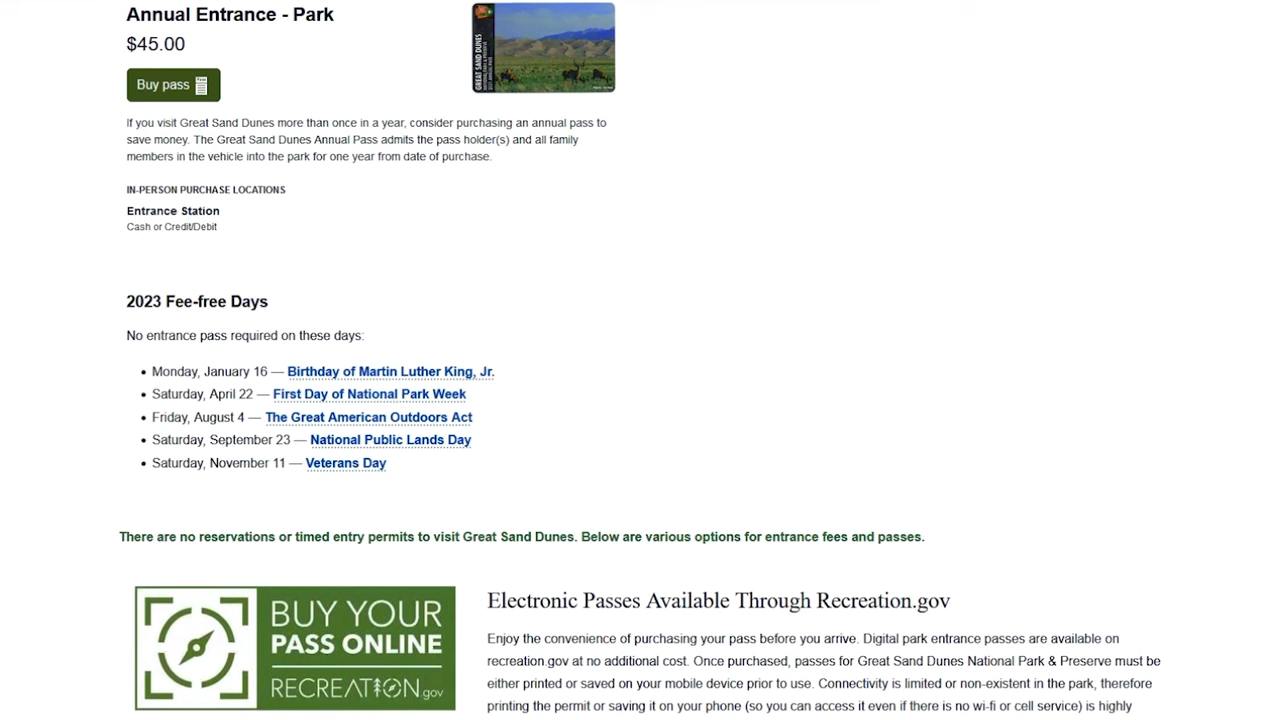 Annual Entrance - Park
$45.00
Buy pass
GREAT SAND DUNES
If you visit Great Sand Dunes more than once in a year, consider purchasing an annual pass to
save money. The Great Sand Dunes Annual Pass admits the pass holder(s) and all family
members in the vehicle into the park for one year from date of purchase.
IN-PERSON PURCHASE LOCATIONS
Entrance Station
Cash or Credit/Debit
2023 Fee-free Days
No entrance pass required on these days:
• Monday, January 16 — Birthday of Martin Luther King, Jr.
• Saturday, April 22 — First Day of National Park Week
• Friday, August 4 — The Great American Outdoors Act
• Saturday, September 23 — National Public Lands Day
• Saturday, November 11 — Veterans Day
There are no reservations or timed entry permits to visit Great Sand Dunes. Below are various options for entrance fees and passes.
BUY YOUR
PASS ONLINE
RECREATION.gov
Electronic Passes Available Through Recreation.gov
Enjoy the convenience of purchasing your pass before you arrive. Digital park entrance passes are available on
recreation.gov at no additional cost. Once purchased, passes for Great Sand Dunes National Park & Preserve must be
either printed or saved on your mobile device prior to use. Connectivity is limited or non-existent in the park, therefore
printing the permit or saving it on your phone (so you can access it even if there is no wi-fi or cell service) is highly